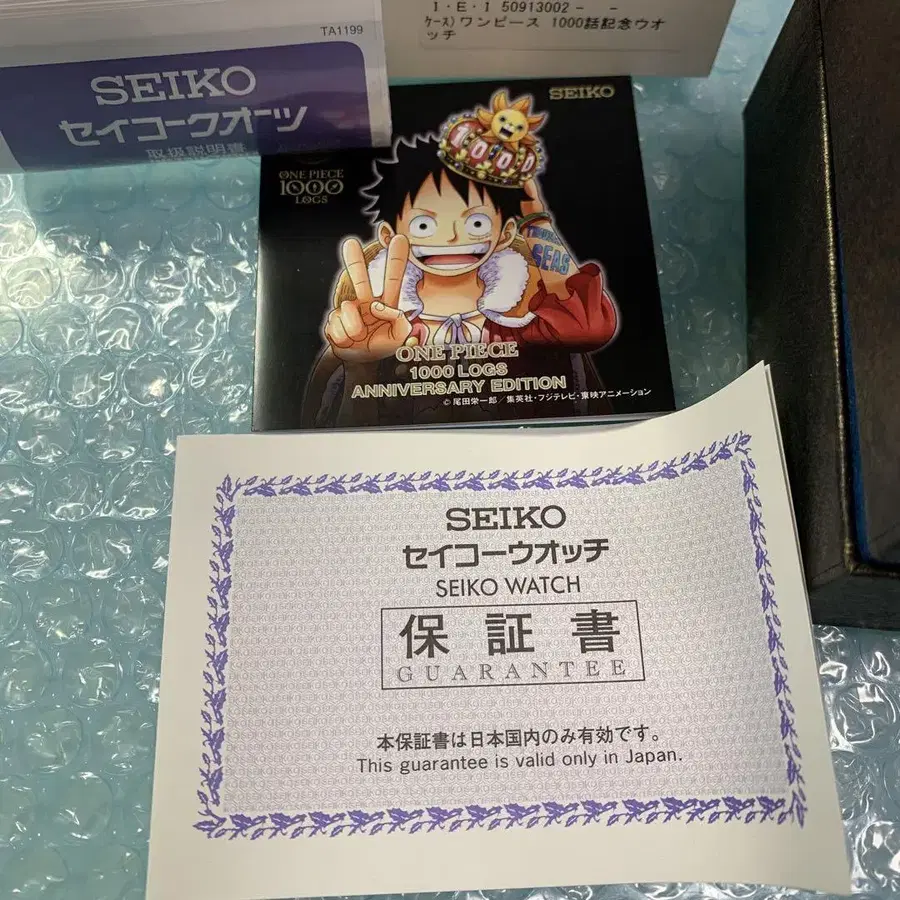 TA1199
SEIKO
セイコークオーツ
取扱説明書
1・E・1 50913002 - -
ｹｰｽ)ワンピース 1000話記念ウオ
ッチ
SEIKO
1000
ONE PIECE
1000
LOGS
SEAS
ONE PIECE
1000 LOGS
ANNIVERSARY EDITION
© 尾田栄一郎／集英社・フジテレビ・東映アニメーション
SEIKO
セイコーウオッチ
SEIKO WATCH
保証書
GUARANTEE
本保証書は日本国内のみ有効です。
This guarantee is valid only in Japan.